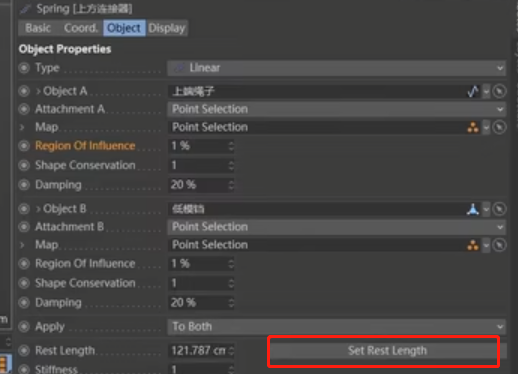 Spring [上方连接器]
Basic Coord. Object Display
Object Properties
Type Linear
Object A 上端绳子
Attachment A Point Selection
Map Point Selection
Region Of Influence 1 %
Shape Conservation 1
Damping 20 %
Object B 低模铛
Attachment B Point Selection
Map Point Selection
Region Of Influence 1 %
Shape Conservation 1
Damping 20 %
Apply To Both
Rest Length 121.787 cm Set Rest Length
Stiffness 1